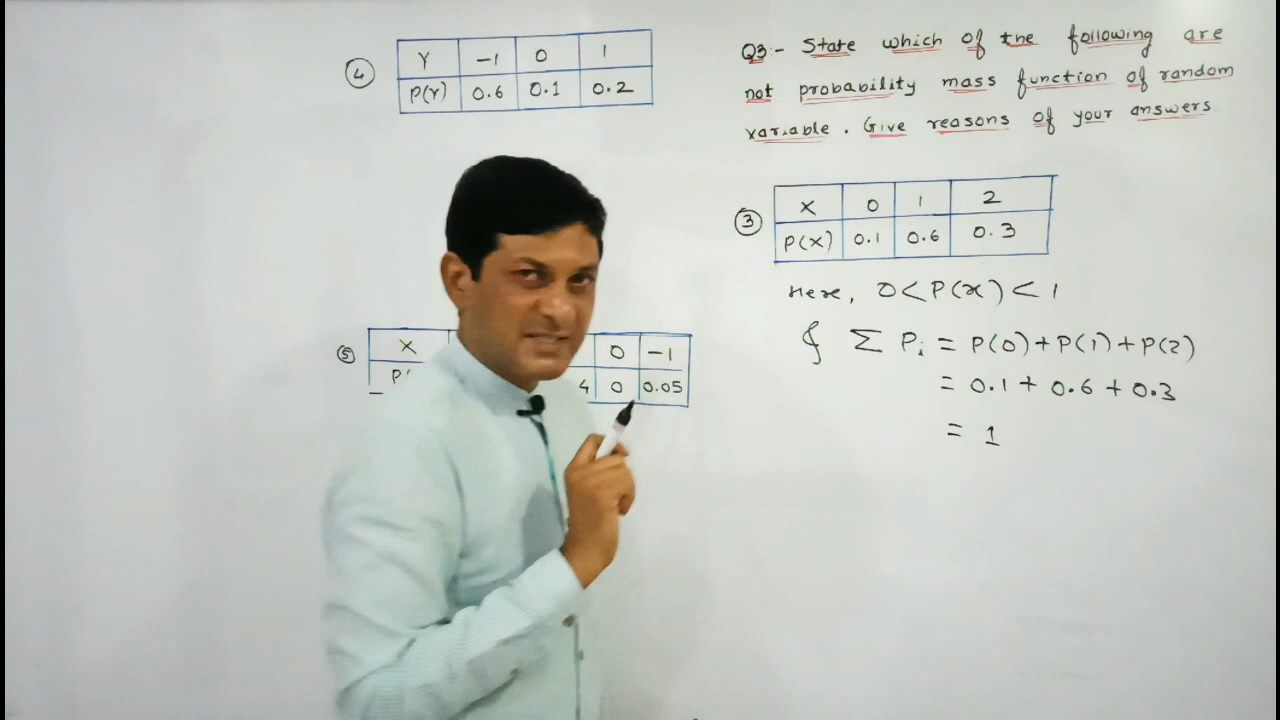 ④ Y -1 0 1
P(Y) 0.6 0.1 0.2
Q3:- State which of the following are
not probability mass function of random
variable. Give reasons of your answers
③ X 0 1 2
P(X) 0.1 0.6 0.3
Here, 0<P(x)<1
& Σ Pᵢ = P(0)+P(1)+P(2)
= 0.1+ 0.6 + 0.3
= 1
⑤ X 0 -1
4 0 0.05